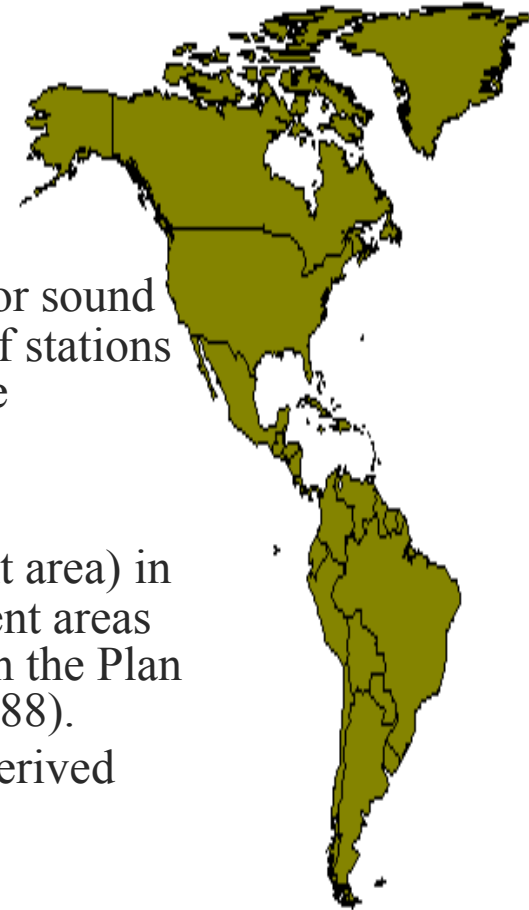 or sound
f stations
e
t area) in
ent areas
n the Plan
88).
erived